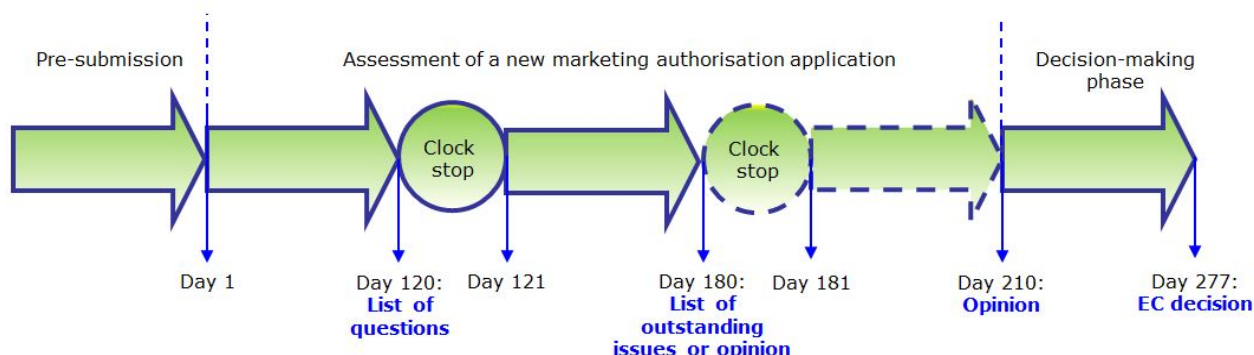 Pre-submission
Assessment of a new marketing authorisation application
Decision-making
phase
Clock
stop
Clock
stop
Day 1
Day 120:
List of
questions
Day 121
Day 180:
List of
outstanding
issues or opinion
Day 181
Day 210:
Opinion
Day 277:
EC decision